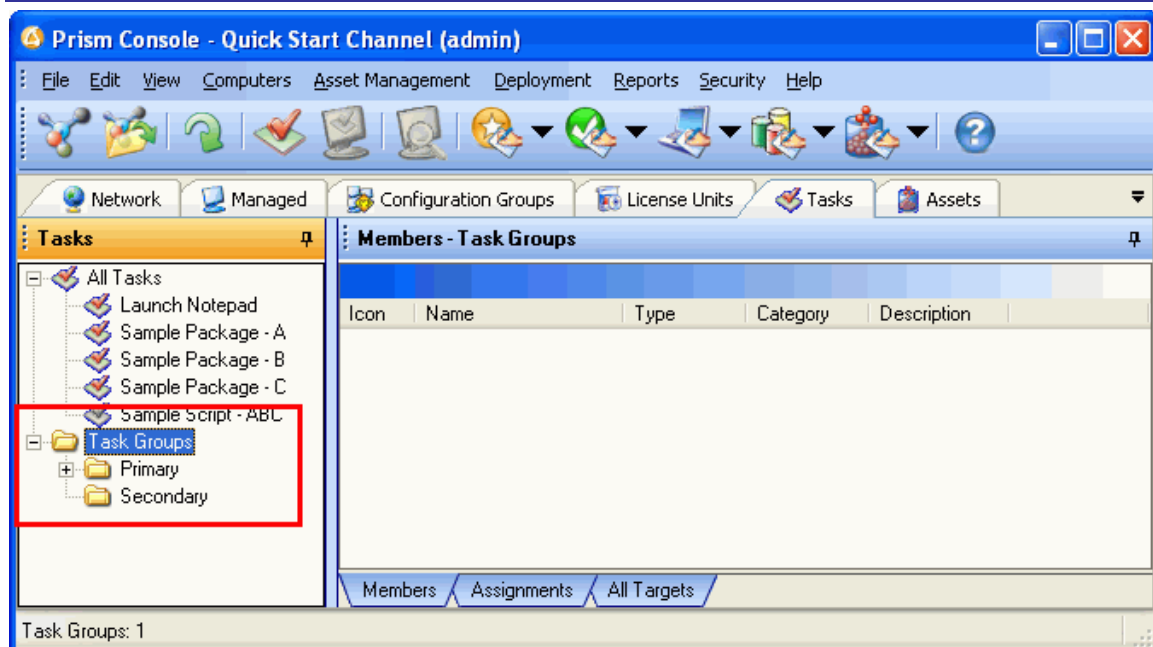 Prism Console - Quick Start Channel (admin)
File Edit View Computers Asset Management Deployment Reports Security Help
Network Managed Configuration Groups License Units Tasks Assets
Tasks
Members - Task Groups
All Tasks
Launch Notepad
Sample Package - A
Sample Package - B
Sample Package - C
Sample Script - ABC
Task Groups
Primary
Secondary
Icon Name Type Category Description
Members Assignments All Targets
Task Groups: 1